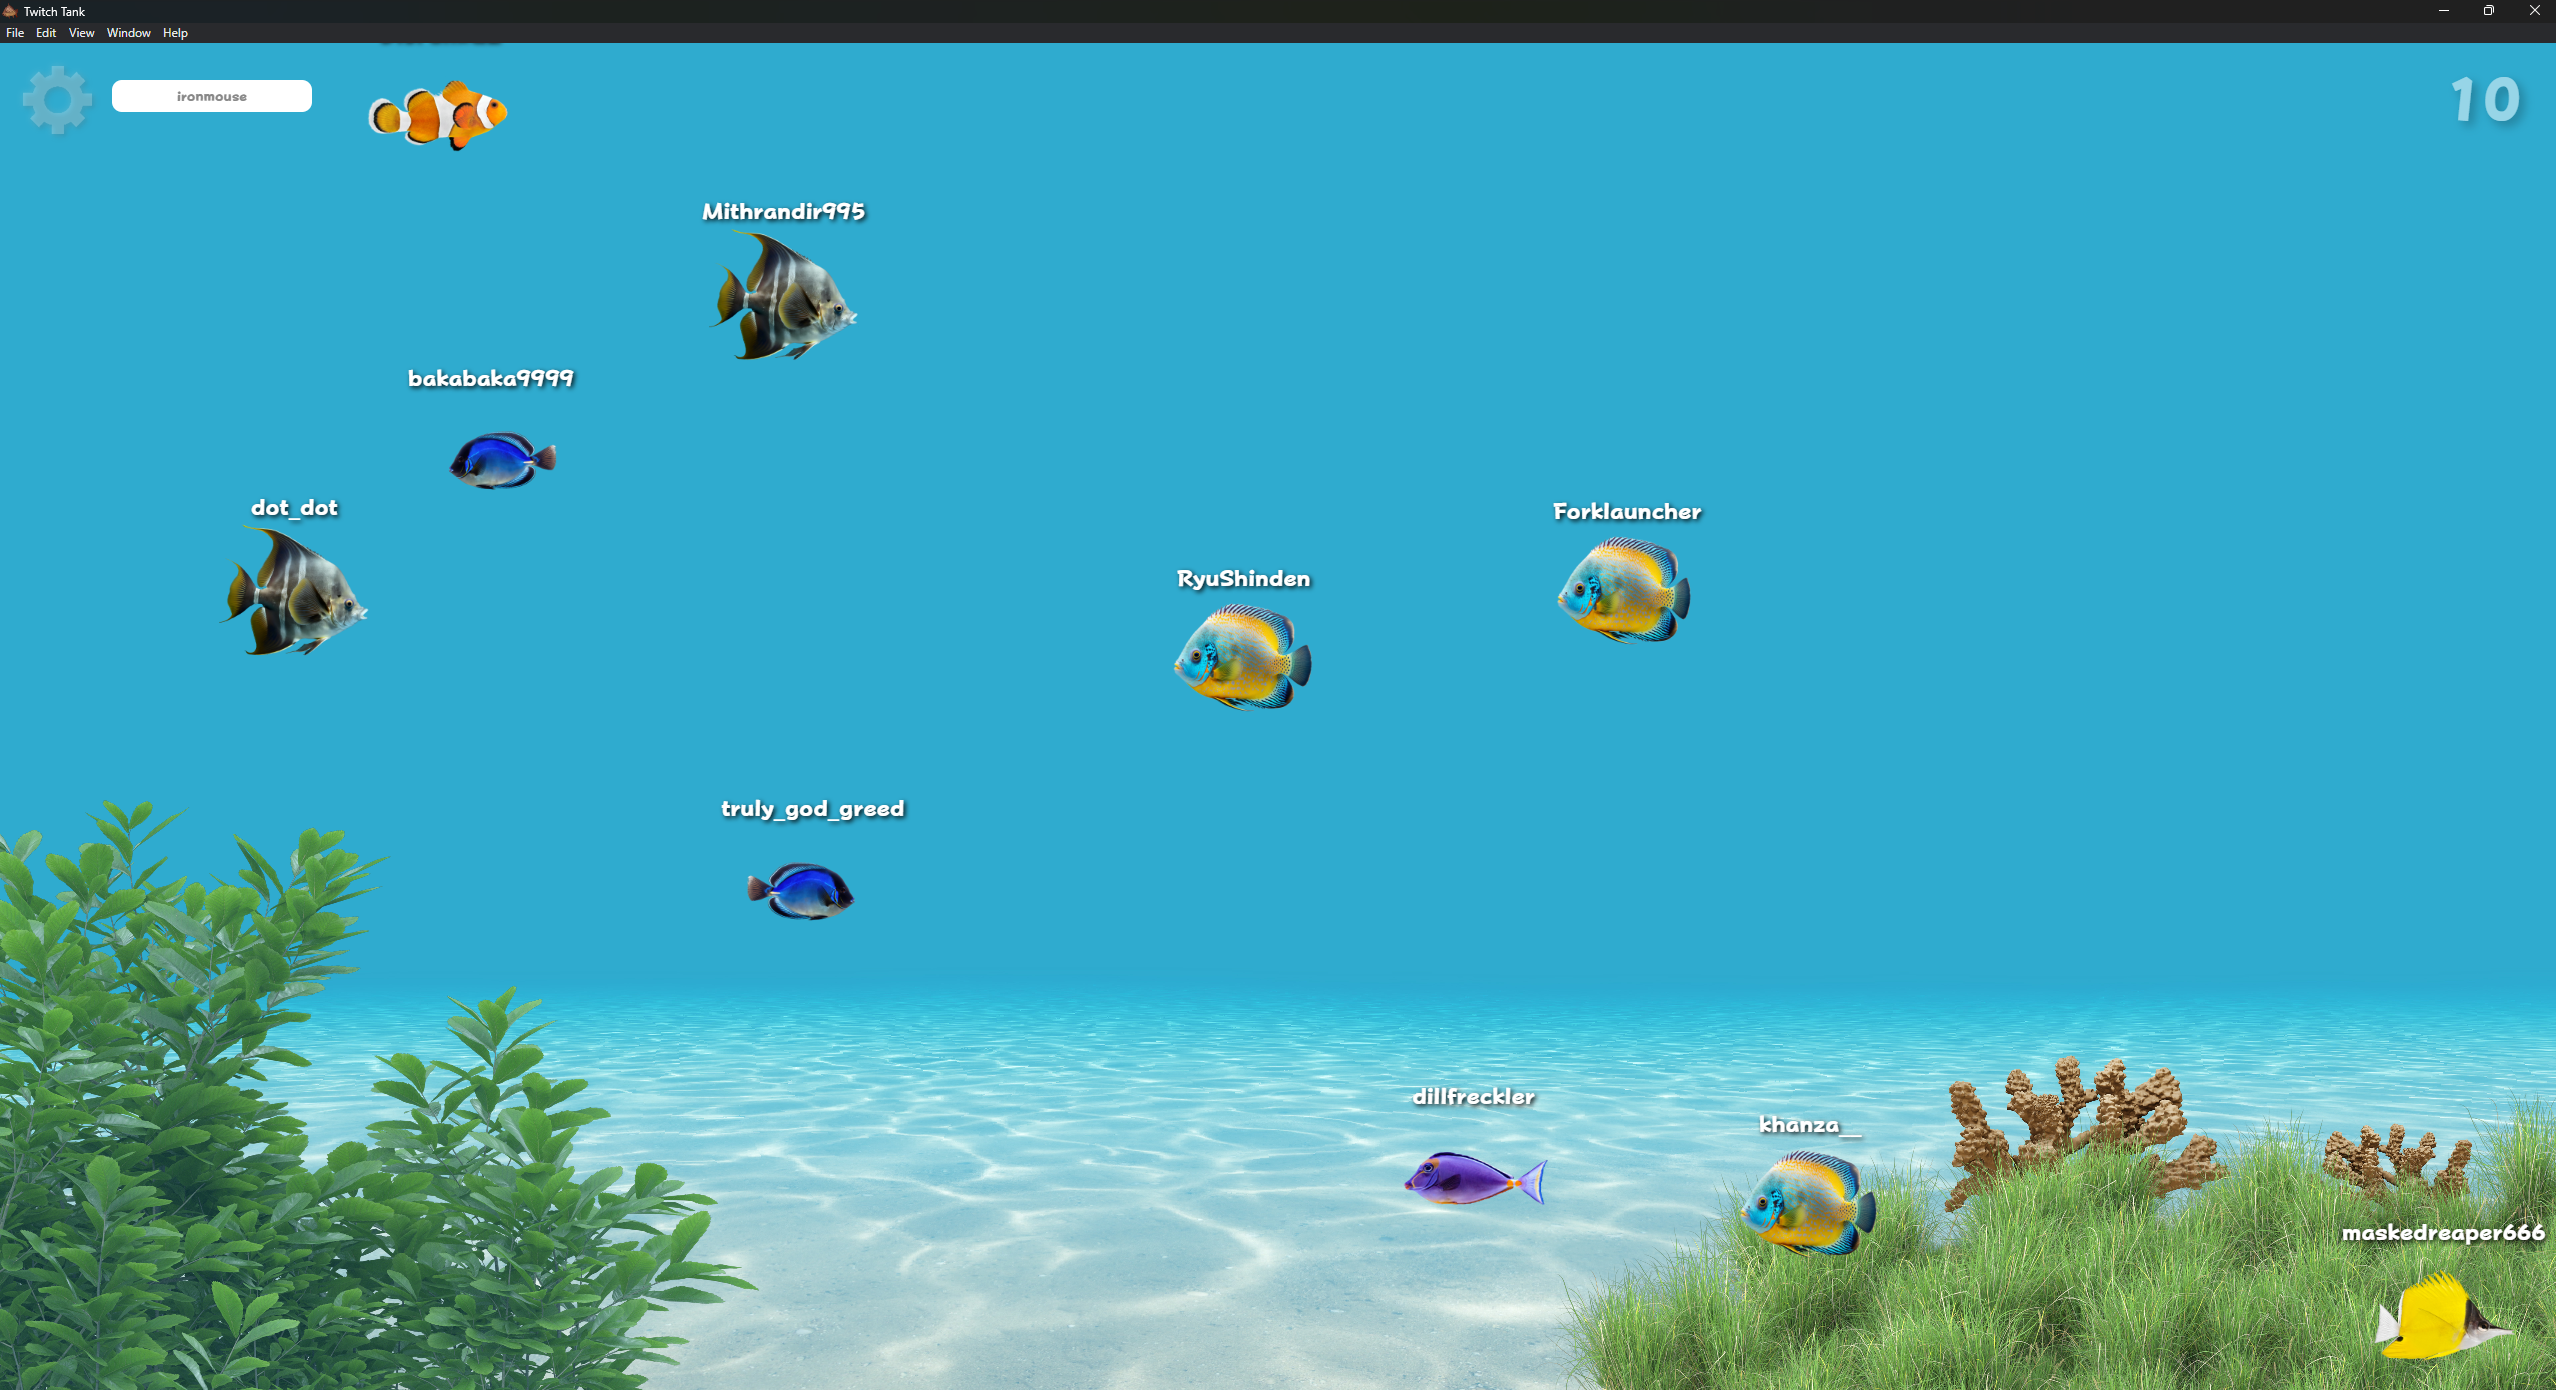 Twitch Tank
File Edit View Window Help
ironmouse
10
Mithrandir995
bakabaka9999
dot_dot
Forklauncher
RyuShinden
truly_god_greed
dillfreckler
khanza__
maskedreaper666